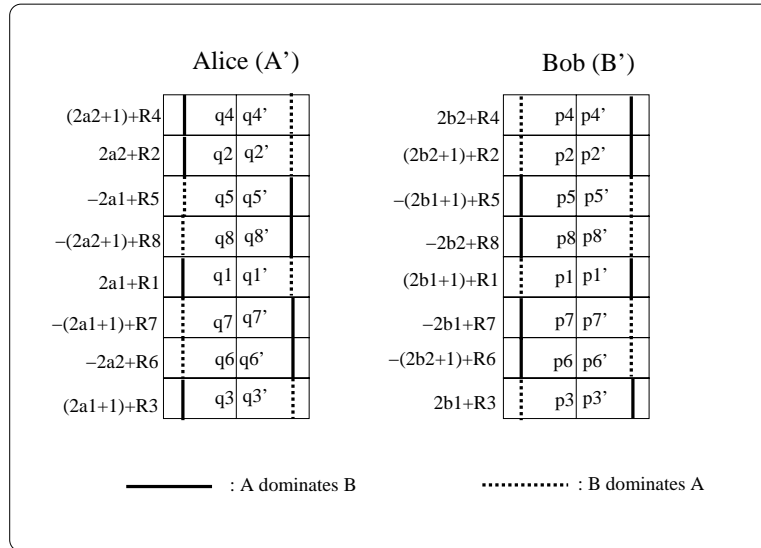 Alice (A’) Bob (B’)
(2a2+1)+R4 q4 q4’ 2b2+R4 p4 p4’
2a2+R2 q2 q2’ (2b2+1)+R2 p2 p2’
−2a1+R5 q5 q5’ −(2b1+1)+R5 p5 p5’
−(2a2+1)+R8 q8 q8’ −2b2+R8 p8 p8’
2a1+R1 q1 q1’ (2b1+1)+R1 p1 p1’
−(2a1+1)+R7 q7 q7’ −2b1+R7 p7 p7’
−2a2+R6 q6 q6’ −(2b2+1)+R6 p6 p6’
(2a1+1)+R3 q3 q3’ 2b1+R3 p3 p3’
: A dominates B : B dominates A